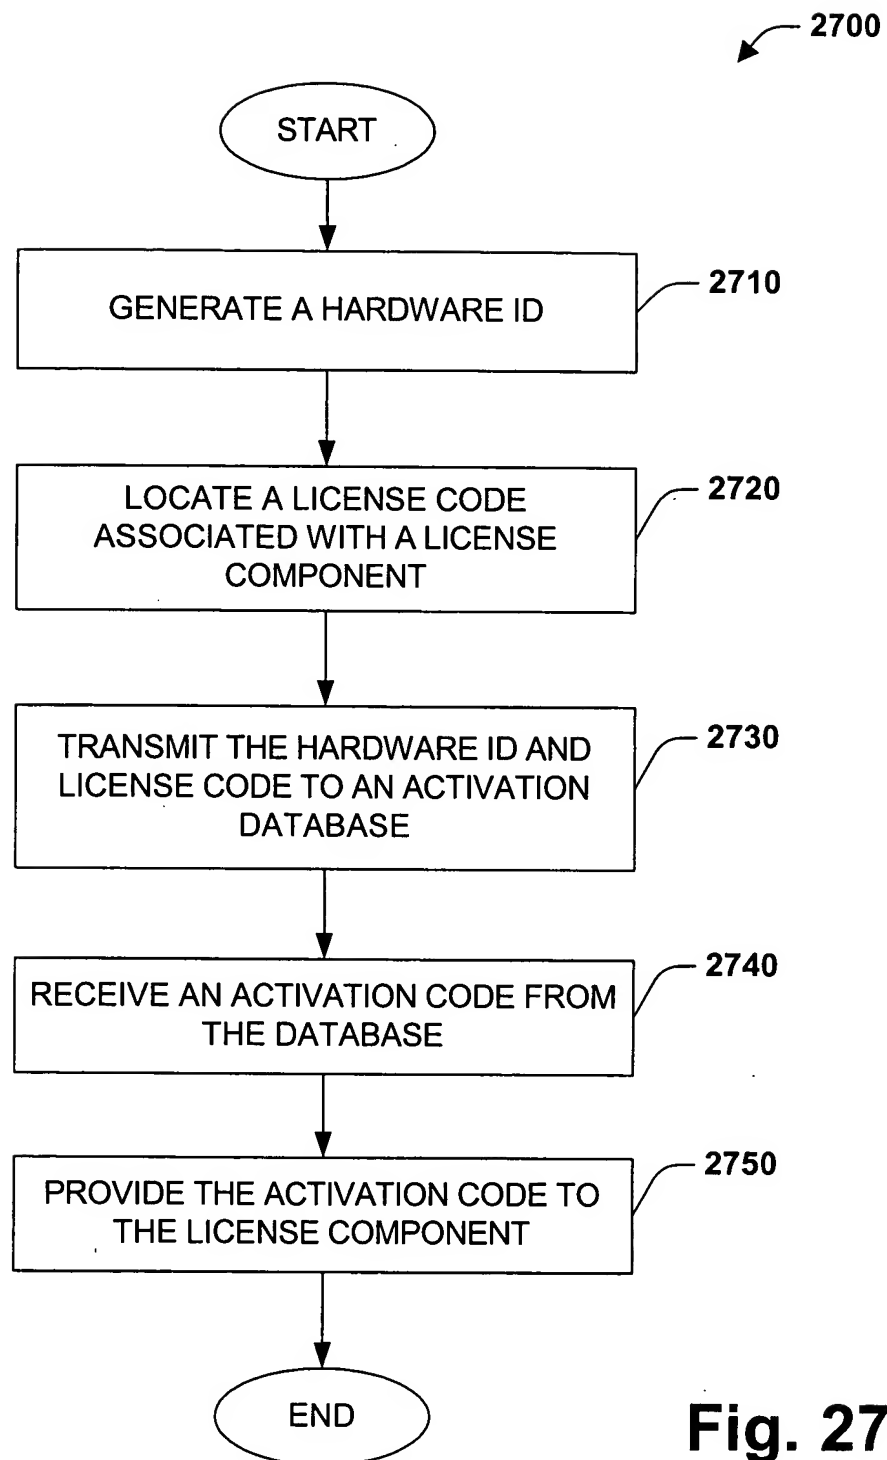 2700
START
GENERATE A HARDWARE ID
2710
LOCATE A LICENSE CODE
ASSOCIATED WITH A LICENSE
COMPONENT
2720
TRANSMIT THE HARDWARE ID AND
LICENSE CODE TO AN ACTIVATION
DATABASE
2730
RECEIVE AN ACTIVATION CODE FROM
THE DATABASE
2740
PROVIDE THE ACTIVATION CODE TO
THE LICENSE COMPONENT
2750
END
Fig. 27